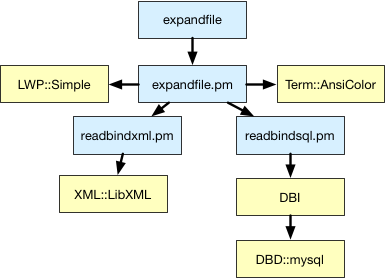 expandfile
LWP::Simple
expandfile.pm
Term::AnsiColor
readbindxml.pm
readbindsql.pm
XML::LibXML
DBI
DBD::mysql